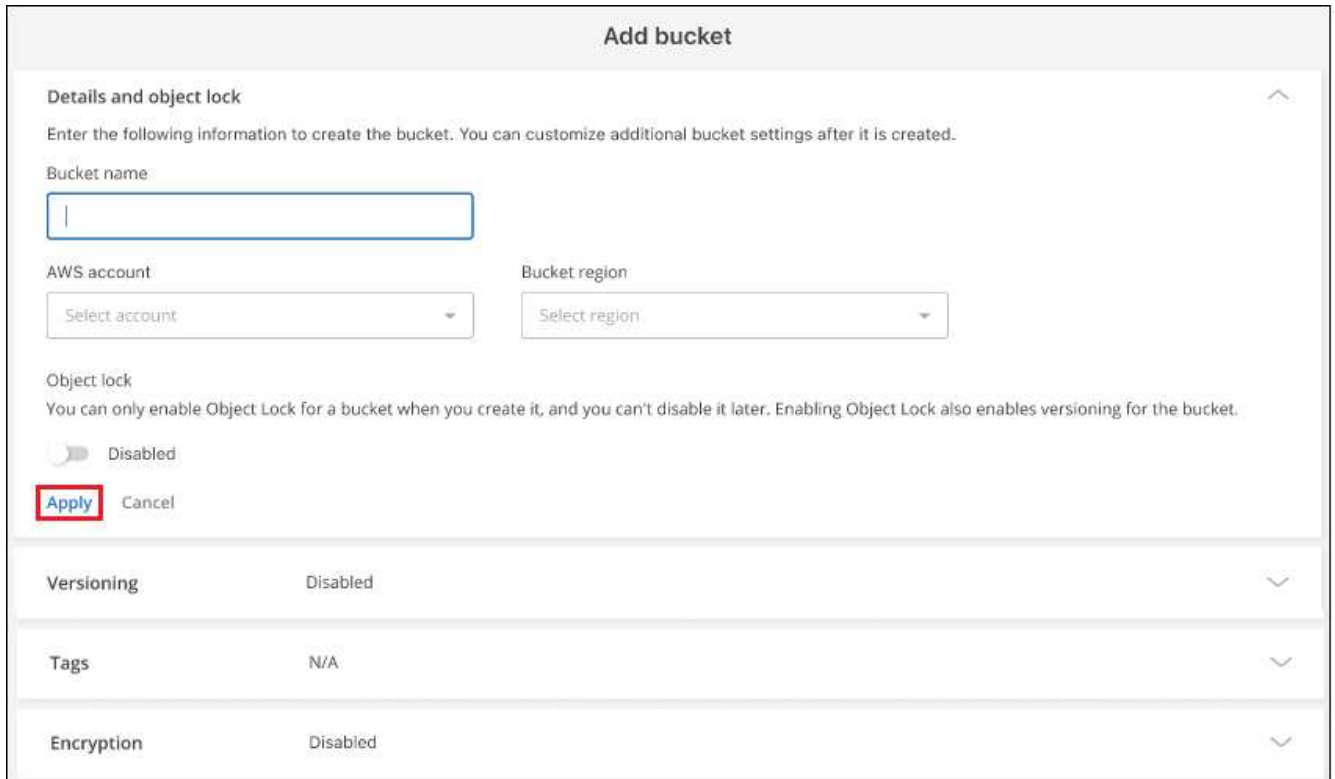 Add bucket
Details and object lock
Enter the following information to create the bucket. You can customize additional bucket settings after it is created.
Bucket name
AWS account Bucket region
Select account Select region
Object lock
You can only enable Object Lock for a bucket when you create it, and you can't disable it later. Enabling Object Lock also enables versioning for the bucket.
Disabled
Apply Cancel
Versioning Disabled
Tags N/A
Encryption Disabled